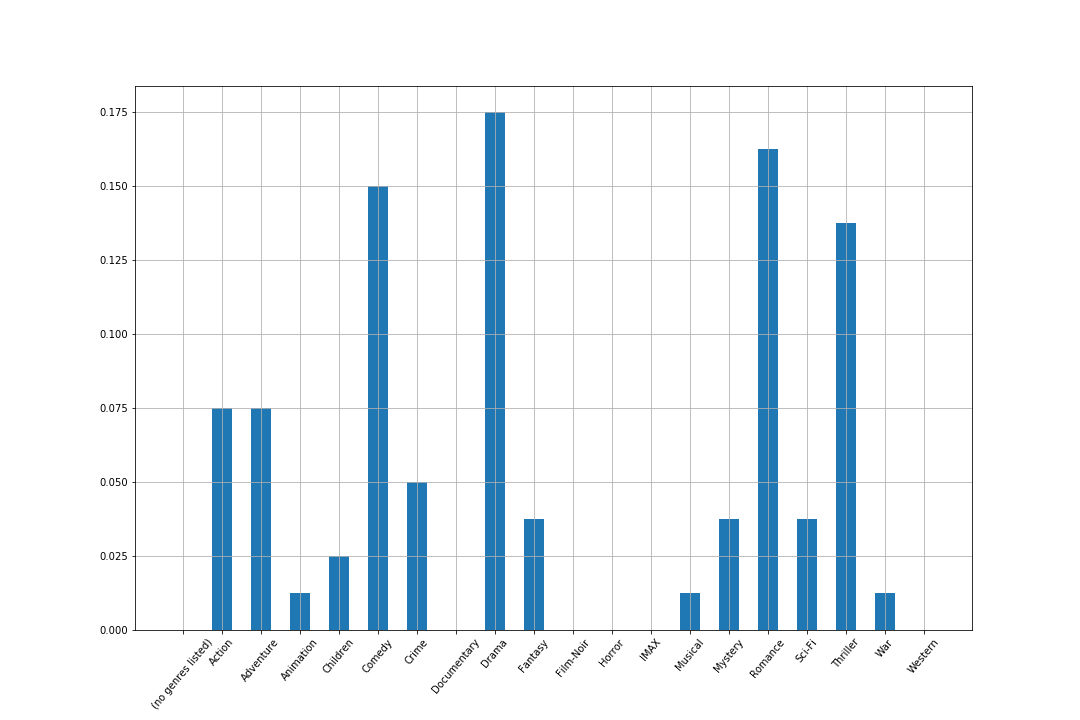 0.175
0.150
0.125
0.100
0.075
0.050
0.025
0.000
(no genres listed)
Action
Adventure
Animation
Children
Comedy
Crime
Documentary
Drama
Fantasy
Film-Noir
Horror
IMAX
Musical
Mystery
Romance
Sci-Fi
Thriller
War
Western